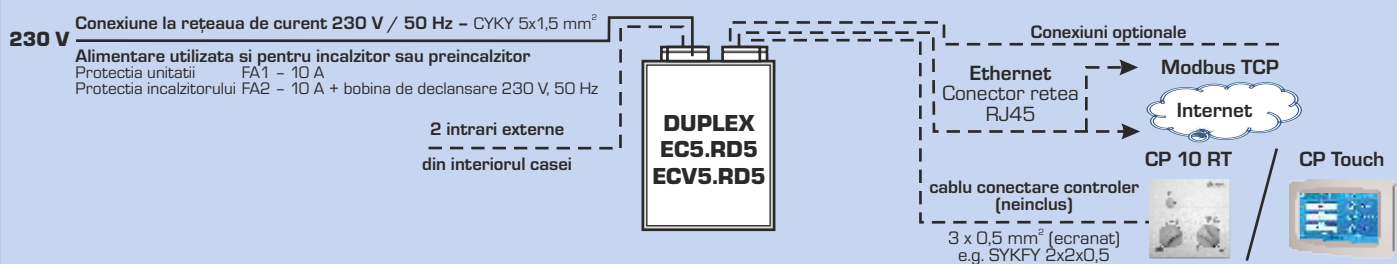 Conexiune la rețeaua de curent 230 V / 50 Hz – CYKY 5x1,5 mm²
230 V
Alimentare utilizata si pentru incalzitor sau preincalzitor
Protectia unitatii FA1 – 10 A
Protectia incalzitorului FA2 – 10 A + bobina de declansare 230 V, 50 Hz
2 intrari externe
din interiorul casei
DUPLEX
EC5.RD5
ECV5.RD5
Conexiuni optionale
Ethernet
Conector retea
RJ45
Modbus TCP
Internet
CP 10 RT
CP Touch
cablu conectare controler
(neinclus)
3 x 0,5 mm² (ecranat)
e.g. SYKFY 2x2x0,5